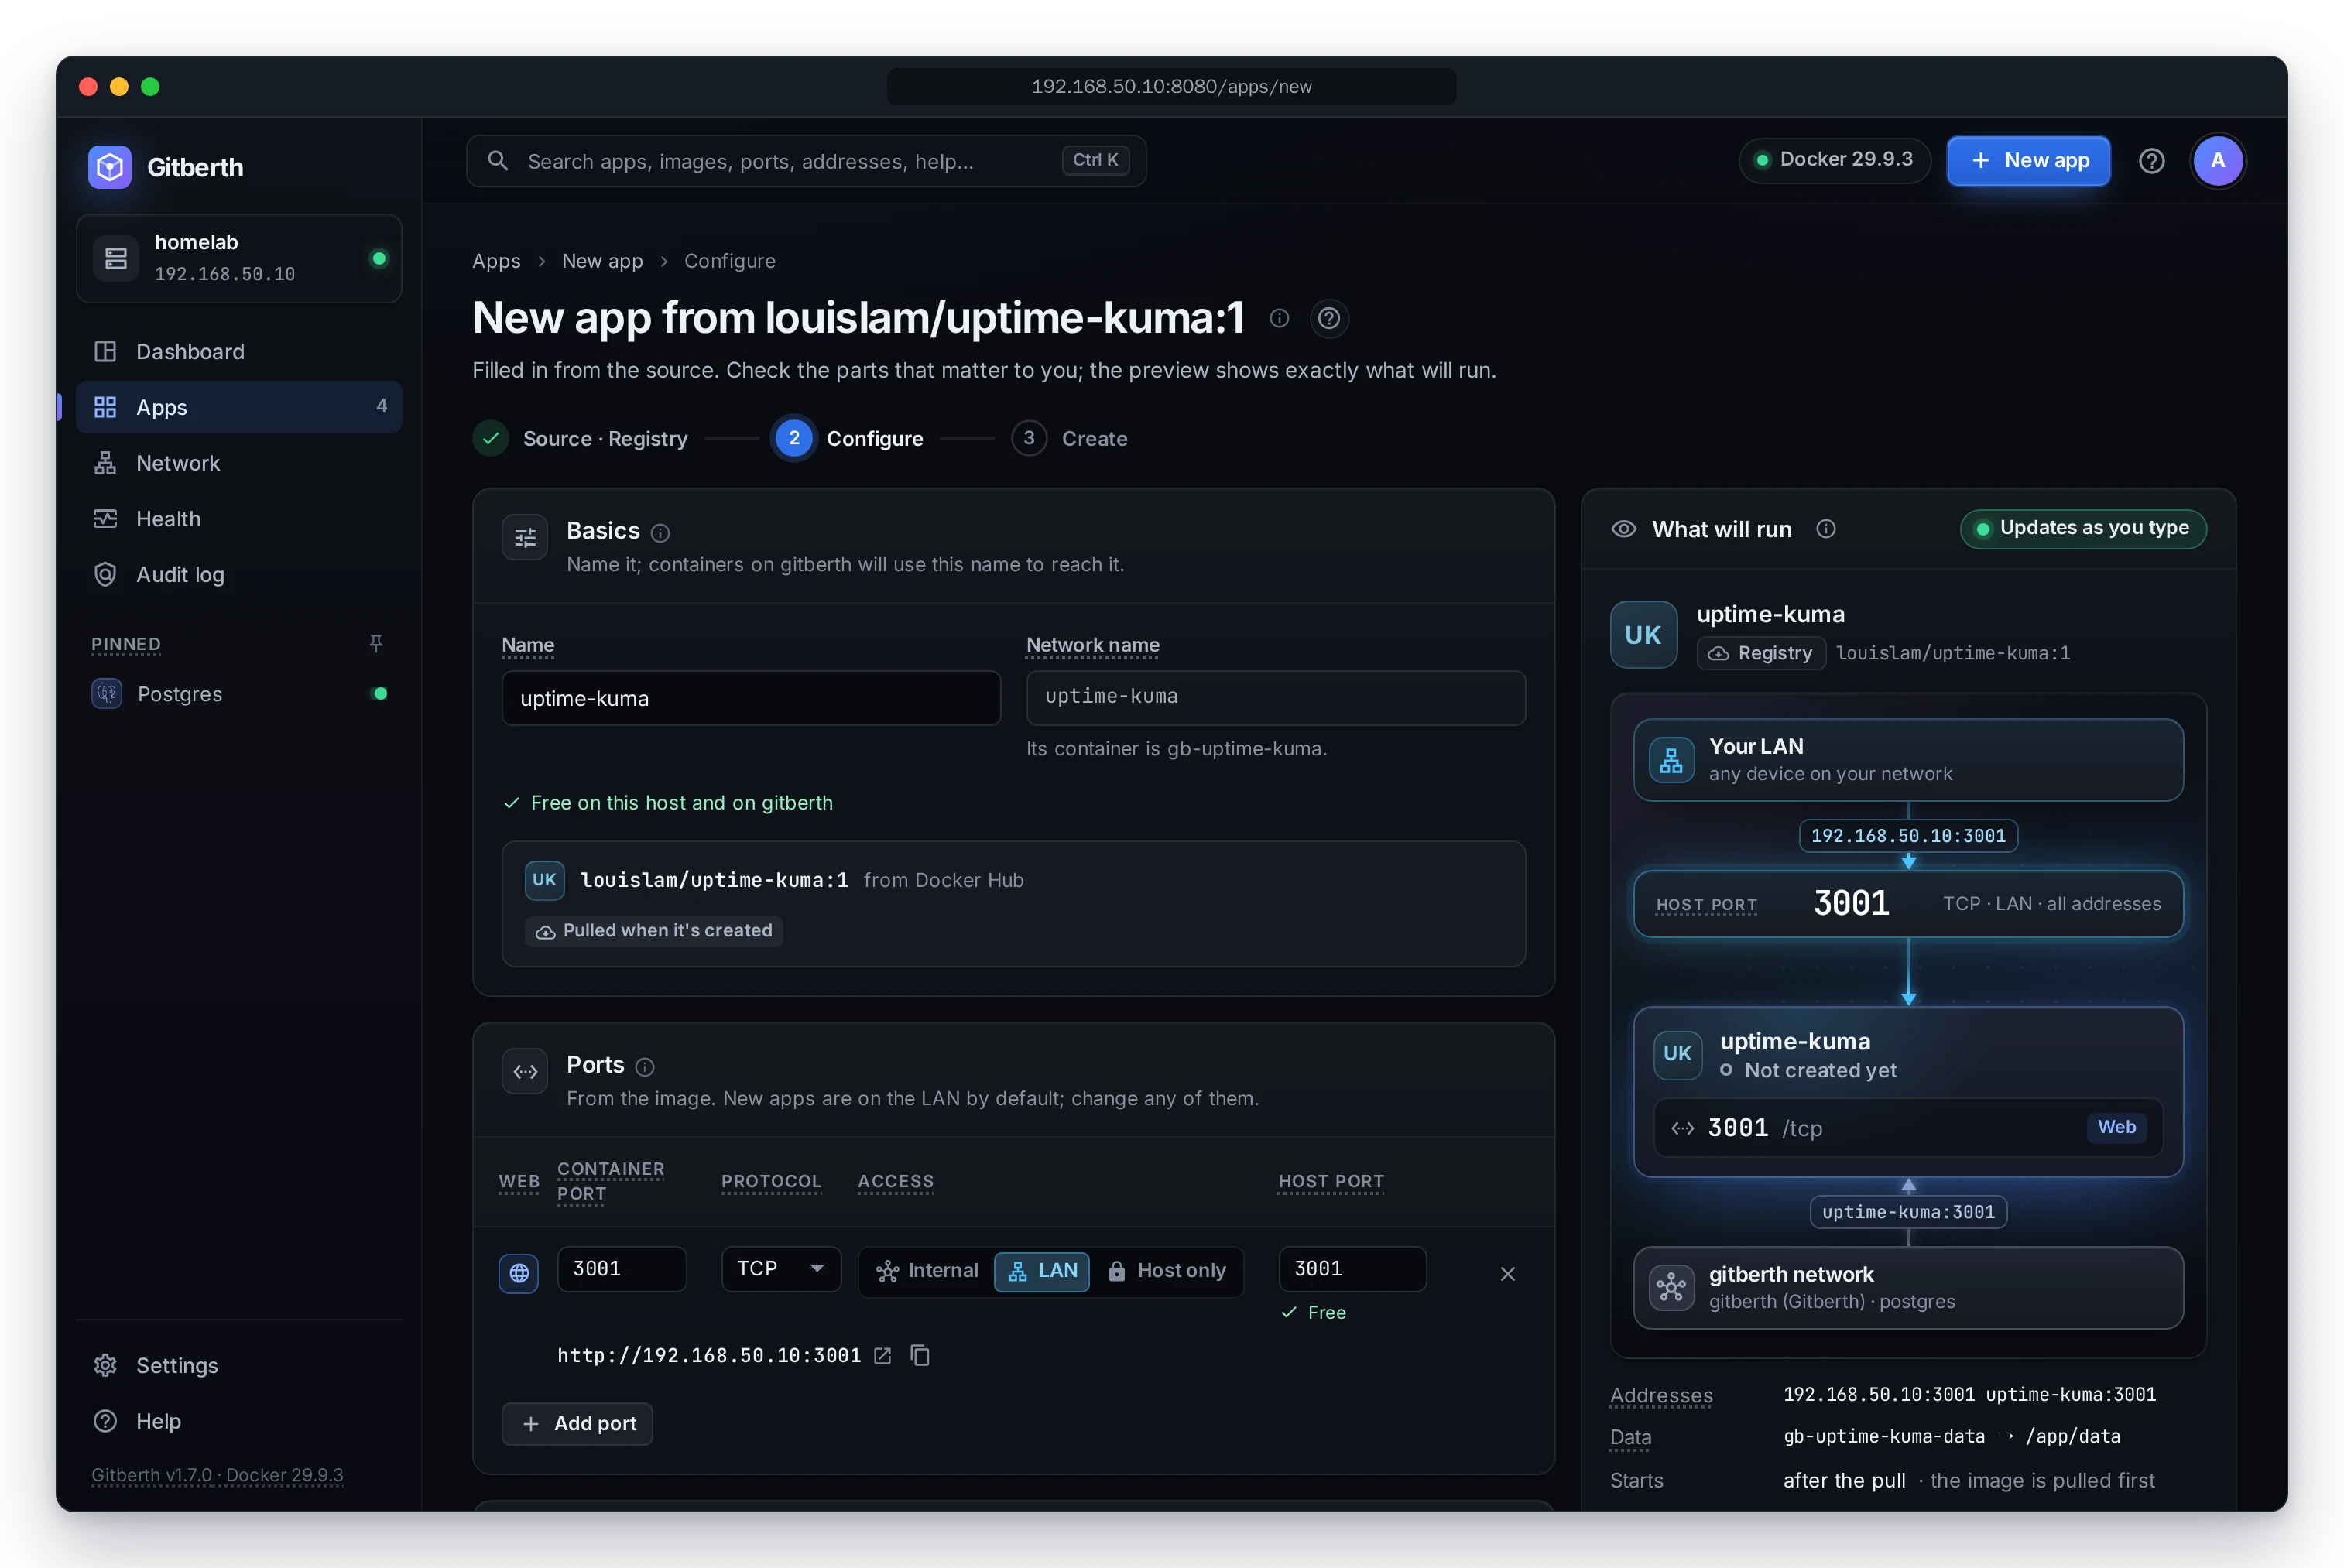 192.168.50.10:8080/apps/new
Gitberth
homelab
192.168.50.10
Dashboard
Apps 4
Network
Health
Audit log
PINNED
Postgres
Settings
Help
Gitberth v1.7.0 · Docker 29.9.3
Search apps, images, ports, addresses, help... Ctrl K
Docker 29.9.3
+ New app
A
Apps > New app > Configure
New app from louislam/uptime-kuma:1
Filled in from the source. Check the parts that matter to you; the preview shows exactly what will run.
Source · Registry 2 Configure 3 Create
Basics
Name it; containers on gitberth will use this name to reach it.
Name Network name
uptime-kuma uptime-kuma
Its container is gb-uptime-kuma.
Free on this host and on gitberth
UK louislam/uptime-kuma:1 from Docker Hub
Pulled when it's created
Ports
From the image. New apps are on the LAN by default; change any of them.
WEB CONTAINER PORT PROTOCOL ACCESS HOST PORT
3001 TCP Internal LAN Host only 3001
Free
http://192.168.50.10:3001
+ Add port
What will run Updates as you type
UK uptime-kuma
Registry louislam/uptime-kuma:1
Your LAN
any device on your network
192.168.50.10:3001
HOST PORT 3001 TCP · LAN · all addresses
UK uptime-kuma
Not created yet
3001 /tcp Web
uptime-kuma:3001
gitberth network
gitberth (Gitberth) · postgres
Addresses 192.168.50.10:3001 uptime-kuma:3001
Data gb-uptime-kuma-data → /app/data
Starts after the pull · the image is pulled first